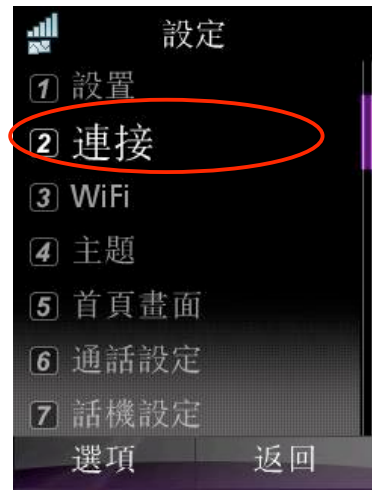 設定
1 設置
2 連接
3 WiFi
4 主題
5 首頁畫面
6 通話設定
7 話機設定
選項 返回